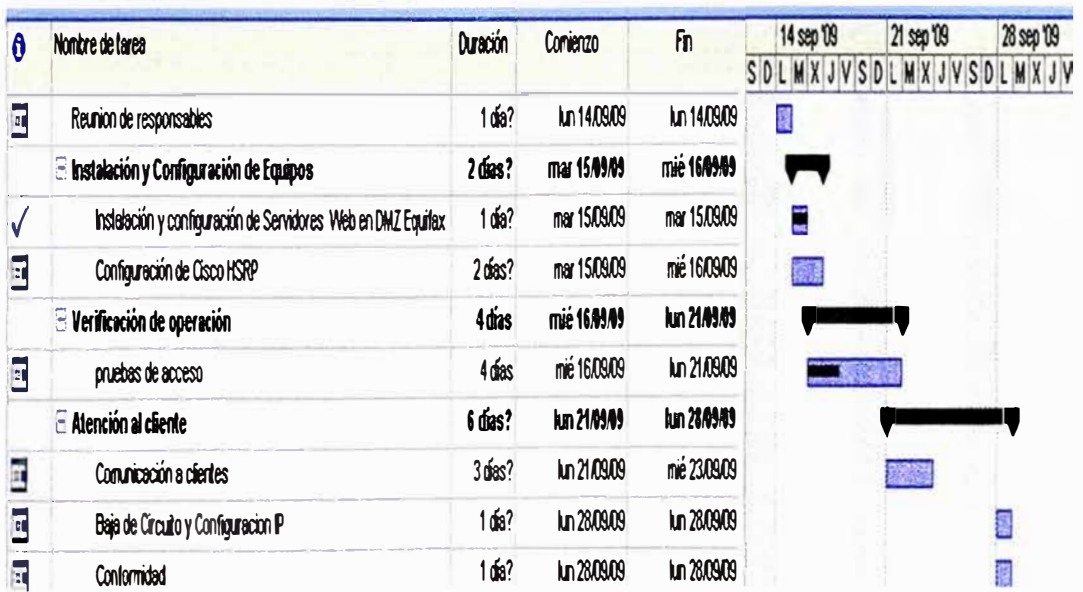 Nombre de tarea Duración Comienzo Fin 14 sep '09 21 sep '09 28 sep '09
S D L M X J V S D L M X J V S D L M X J V
Reunion de responsables 1 día? lun 14/09/09 lun 14/09/09
Instalación y Configuración de Equipos 2 días? mar 15/09/09 mié 16/09/09
Instalación y configuración de Servidores Web en DMZ Equifax 1 día? mar 15/09/09 mar 15/09/09
Configuración de Cisco HSRP 2 días? mar 15/09/09 mié 16/09/09
Verificación de operación 4 días mié 16/09/09 lun 21/09/09
pruebas de acceso 4 días mié 16/09/09 lun 21/09/09
Atención al cliente 6 días? lun 21/09/09 lun 28/09/09
Comunicación a clientes 3 días? lun 21/09/09 mié 23/09/09
Baja de Circuito y Configuracion IP 1 día? lun 28/09/09 lun 28/09/09
Conformidad 1 día? lun 28/09/09 lun 28/09/09